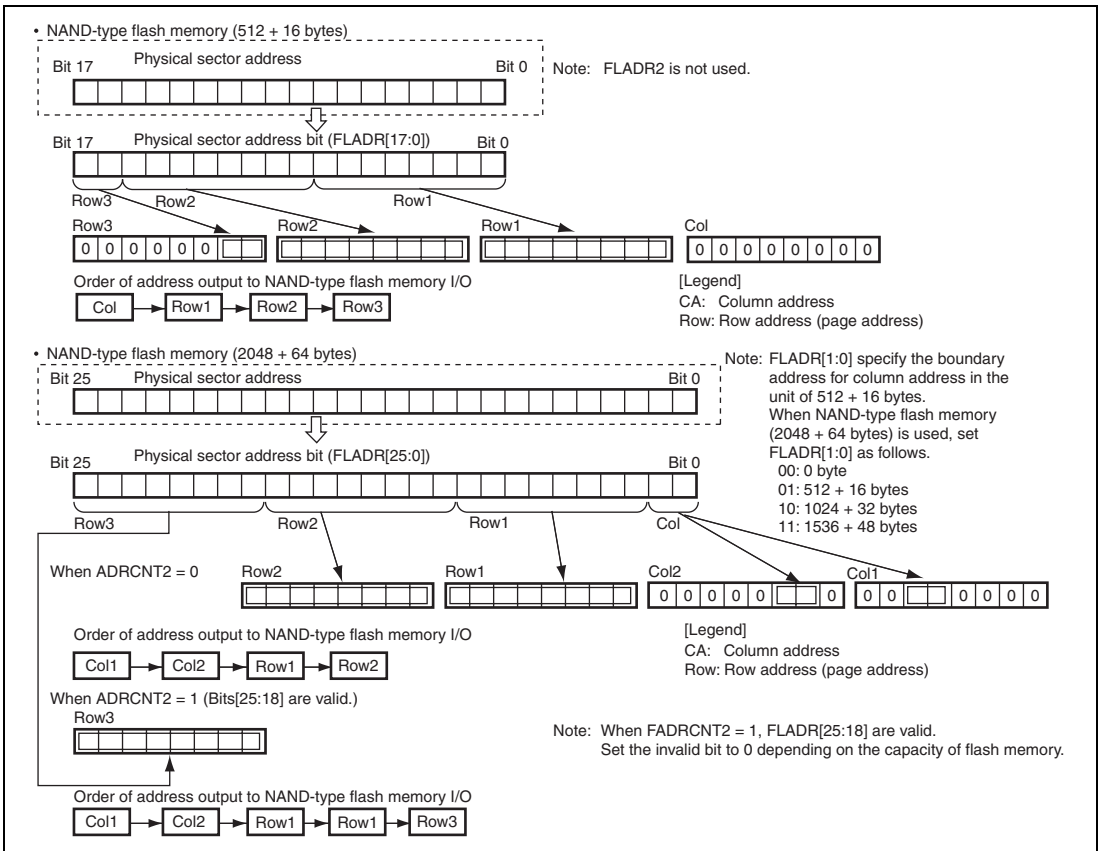 • NAND-type flash memory (512 + 16 bytes)
Bit 17 Physical sector address Bit 0
Note: FLADR2 is not used.
Bit 17 Physical sector address bit (FLADR[17:0]) Bit 0
Row3 Row2 Row1
Row3 Row2 Row1 Col
0 0 0 0 0 0 0 0 0 0 0 0 0 0
Order of address output to NAND-type flash memory I/O
Col Row1 Row2 Row3
[Legend]
CA: Column address
Row: Row address (page address)
• NAND-type flash memory (2048 + 64 bytes)
Bit 25 Physical sector address Bit 0
Note: FLADR[1:0] specify the boundary
address for column address in the
unit of 512 + 16 bytes.
When NAND-type flash memory
(2048 + 64 bytes) is used, set
FLADR[1:0] as follows.
00: 0 byte
01: 512 + 16 bytes
10: 1024 + 32 bytes
11: 1536 + 48 bytes
Bit 25 Physical sector address bit (FLADR[25:0]) Bit 0
Row3 Row2 Row1 Col
When ADRCNT2 = 0
Row2 Row1 Col2 Col1
0 0 0 0 0 0 0 0 0 0 0 0
Order of address output to NAND-type flash memory I/O
Col1 Col2 Row1 Row2
[Legend]
CA: Column address
Row: Row address (page address)
When ADRCNT2 = 1 (Bits[25:18] are valid.)
Row3
Note: When FADRCNT2 = 1, FLADR[25:18] are valid.
Set the invalid bit to 0 depending on the capacity of flash memory.
Order of address output to NAND-type flash memory I/O
Col1 Col2 Row1 Row1 Row3